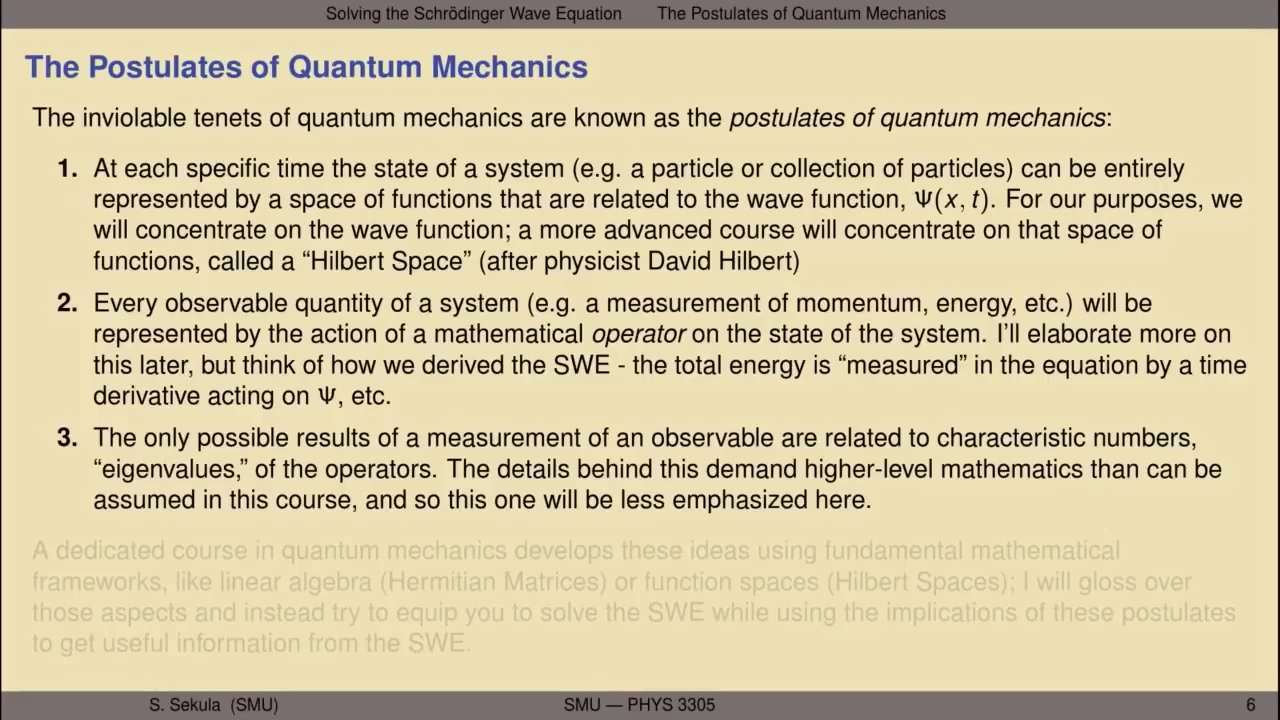 Solving the Schrödinger Wave Equation The Postulates of Quantum Mechanics
The Postulates of Quantum Mechanics
The inviolable tenets of quantum mechanics are known as the postulates of quantum mechanics:
1. At each specific time the state of a system (e.g. a particle or collection of particles) can be entirely
represented by a space of functions that are related to the wave function, Ψ(x, t). For our purposes, we
will concentrate on the wave function; a more advanced course will concentrate on that space of
functions, called a “Hilbert Space” (after physicist David Hilbert)
2. Every observable quantity of a system (e.g. a measurement of momentum, energy, etc.) will be
represented by the action of a mathematical operator on the state of the system. I’ll elaborate more on
this later, but think of how we derived the SWE - the total energy is “measured” in the equation by a time
derivative acting on Ψ, etc.
3. The only possible results of a measurement of an observable are related to characteristic numbers,
“eigenvalues,” of the operators. The details behind this demand higher-level mathematics than can be
assumed in this course, and so this one will be less emphasized here.
A dedicated course in quantum mechanics develops these ideas using fundamental mathematical
frameworks, like linear algebra (Hermitian Matrices) or function spaces (Hilbert Spaces); I will gloss over
those aspects and instead try to equip you to solve the SWE while using the implications of these postulates
to get useful information from the SWE.
S. Sekula (SMU) SMU — PHYS 3305 6